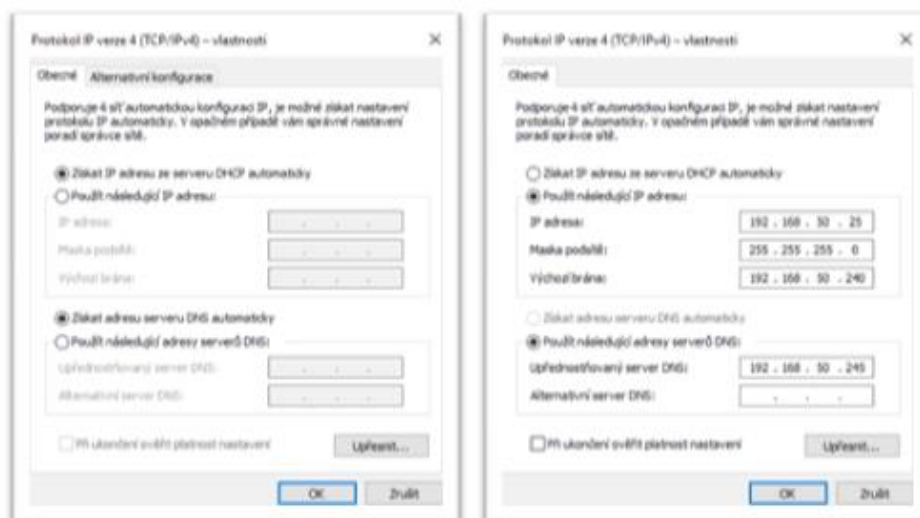 Protokol IP verze 4 (TCP/IPv4) – vlastnosti
Obecné
Alternativní konfigurace
Podporuje-li síť automatickou konfiguraci IP, je možné získat nastavení
protokolu IP automaticky. V opačném případě vám správné nastavení
poradí správce sítě.
Získat IP adresu ze serveru DHCP automaticky
Použít následující IP adresu:
IP adresa:
Maska podsítě:
Výchozí brána:
Získat adresu serveru DNS automaticky
Použít následující adresy serverů DNS:
Upřednostňovaný server DNS:
Alternativní server DNS:
Při ukončení ověřit platnost nastavení
Upřesnit...
OK
Zrušit
Protokol IP verze 4 (TCP/IPv4) – vlastnosti
Obecné
Podporuje-li síť automatickou konfiguraci IP, je možné získat nastavení
protokolu IP automaticky. V opačném případě vám správné nastavení
poradí správce sítě.
Získat IP adresu ze serveru DHCP automaticky
Použít následující IP adresu:
IP adresa: 192 . 168 . 50 . 25
Maska podsítě: 255 . 255 . 255 . 0
Výchozí brána: 192 . 168 . 50 . 240
Získat adresu serveru DNS automaticky
Použít následující adresy serverů DNS:
Upřednostňovaný server DNS: 192 . 168 . 50 . 245
Alternativní server DNS:
Při ukončení ověřit platnost nastavení
Upřesnit...
OK
Zrušit